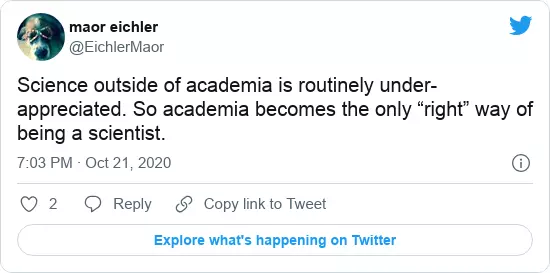 maor eichler
@EichlerMaor
Science outside of academia is routinely under-
appreciated. So academia becomes the only “right” way of
being a scientist.
7:03 PM · Oct 21, 2020
2 Reply Copy link to Tweet
Explore what's happening on Twitter